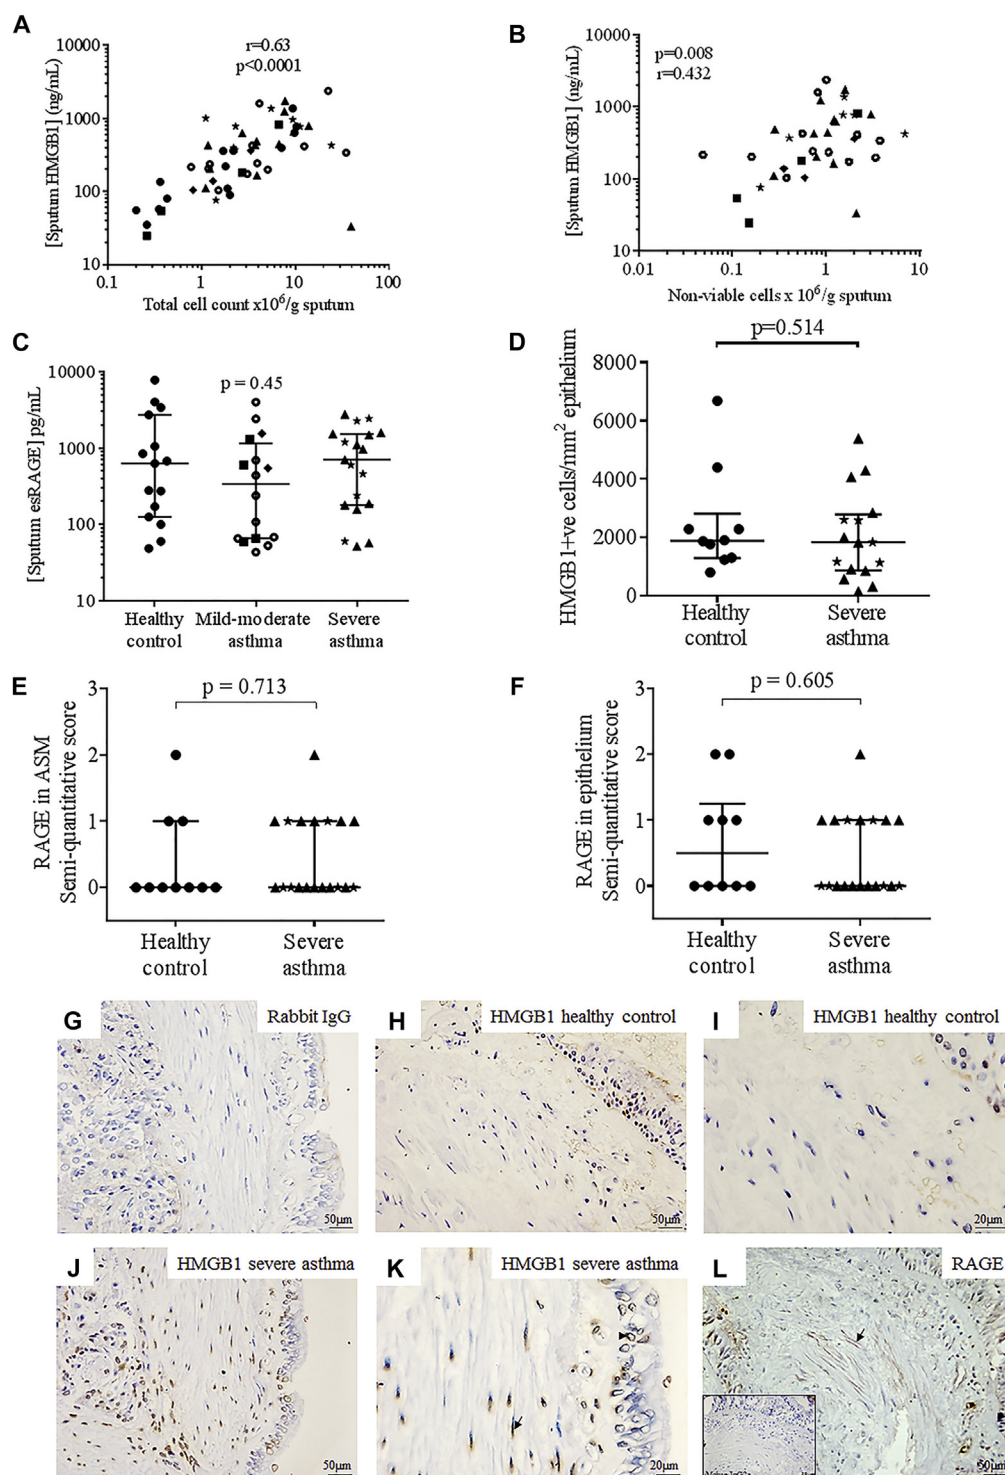 A
r=0.63
p<0.0001
[Sputum HMGB1] (ng/mL)
10000
1000
100
10
0.1
1
10
100
Total cell count x10⁶/g sputum
B
p=0.008
r=0.432
[Sputum HMGB1] (ng/mL)
10000
1000
100
10
0.01
0.1
1
10
Non-viable cells x 10⁶/g sputum
C
p = 0.45
[Sputum esRAGE] pg/mL
10000
1000
100
10
Healthy
control
Mild-moderate
asthma
Severe
asthma
D
p=0.514
HMGB1+ve cells/mm² epithelium
8000
6000
4000
2000
0
Healthy
control
Severe
asthma
E
p = 0.713
RAGE in ASM
Semi-quantitative score
3
2
1
0
Healthy
control
Severe
asthma
F
p = 0.605
RAGE in epithelium
Semi-quantitative score
3
2
1
0
Healthy
control
Severe
asthma
G
Rabbit IgG
50μm
H
HMGB1 healthy control
50μm
I
HMGB1 healthy control
20μm
J
HMGB1 severe asthma
50μm
K
HMGB1 severe asthma
20μm
L
RAGE
50μm